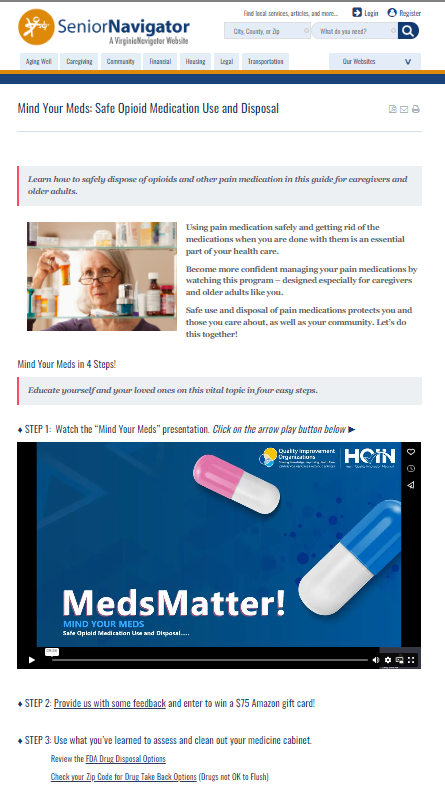 SeniorNavigator
A VirginiaNavigator Website
Find local services, articles, and more...
Login
Register
City, County, or Zip
What do you need?
Aging Well
Caregiving
Community
Financial
Housing
Legal
Transportation
Our Websites
Mind Your Meds: Safe Opioid Medication Use and Disposal
Learn how to safely dispose of opioids and other pain medication in this guide for caregivers and
older adults.
Using pain medication safely and getting rid of the
medications when you are done with them is an essential
part of your health care.
Become more confident managing your pain medications by
watching this program – designed especially for caregivers
and older adults like you.
Safe use and disposal of pain medications protects you and
those you care about, as well as your community. Let's do
this together!
Mind Your Meds in 4 Steps!
Educate yourself and your loved ones on this vital topic in four easy steps.
♦ STEP 1: Watch the “Mind Your Meds” presentation. Click on the arrow play button below ►
Quality Improvement
Organizations
HQIN
MedsMatter!
MIND YOUR MEDS
Safe Opioid Medication Use and Disposal.....
♦ STEP 2: Provide us with some feedback and enter to win a $75 Amazon gift card!
♦ STEP 3: Use what you've learned to assess and clean out your medicine cabinet.
Review the FDA Drug Disposal Options
Check your Zip Code for Drug Take Back Options (Drugs not OK to Flush)